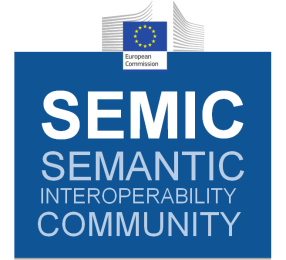 European
Commission
SEMIC
SEMANTIC
INTEROPERABILITY
COMMUNITY